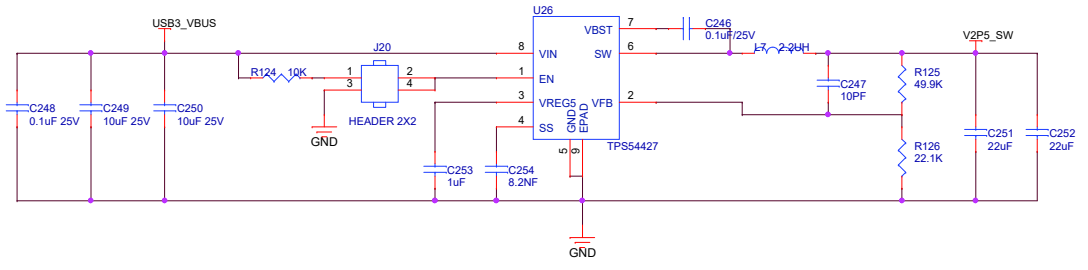 U26
USB3_VBUS
C246
0.1uF/25V
VBST
7
V2P5_SW
J20
L7 2.2UH
8
VIN
SW
6
R124 10K
1
2
3
4
1
EN
R125
49.9K
C247
10PF
C248
0.1uF 25V
C249
10uF 25V
C250
10uF 25V
3
VREG5
VFB
2
HEADER 2X2
4
SS
GND
EPAD
GND
5
9
TPS54427
R126
22.1K
C251
22uF
C252
22uF
C253
1uF
C254
8.2NF
GND